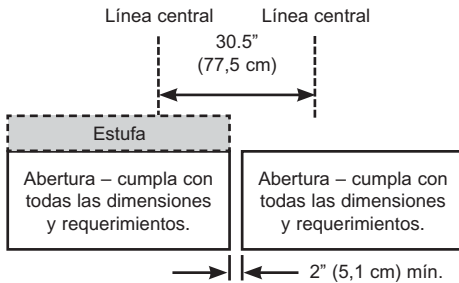 Línea central
Línea central
30.5”
(77,5 cm)
Estufa
Abertura – cumpla con
todas las dimensiones
y requerimientos.
Abertura – cumpla con
todas las dimensiones
y requerimientos.
2” (5,1 cm) mín.